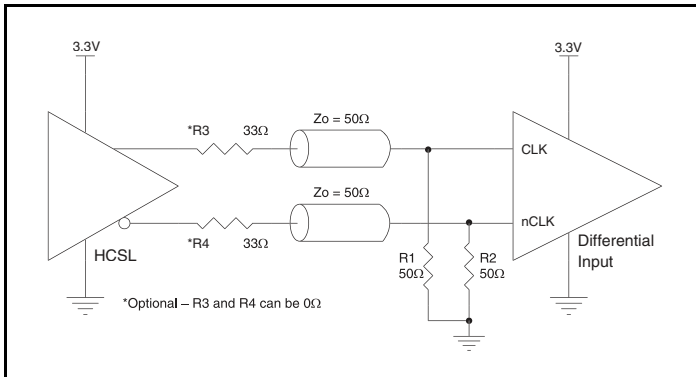 3.3V
3.3V
*R3 33Ω
Zo = 50Ω
CLK
Zo = 50Ω
nCLK
*R4 33Ω
HCSL
R1
50Ω
R2
50Ω
Differential
Input
*Optional – R3 and R4 can be 0Ω